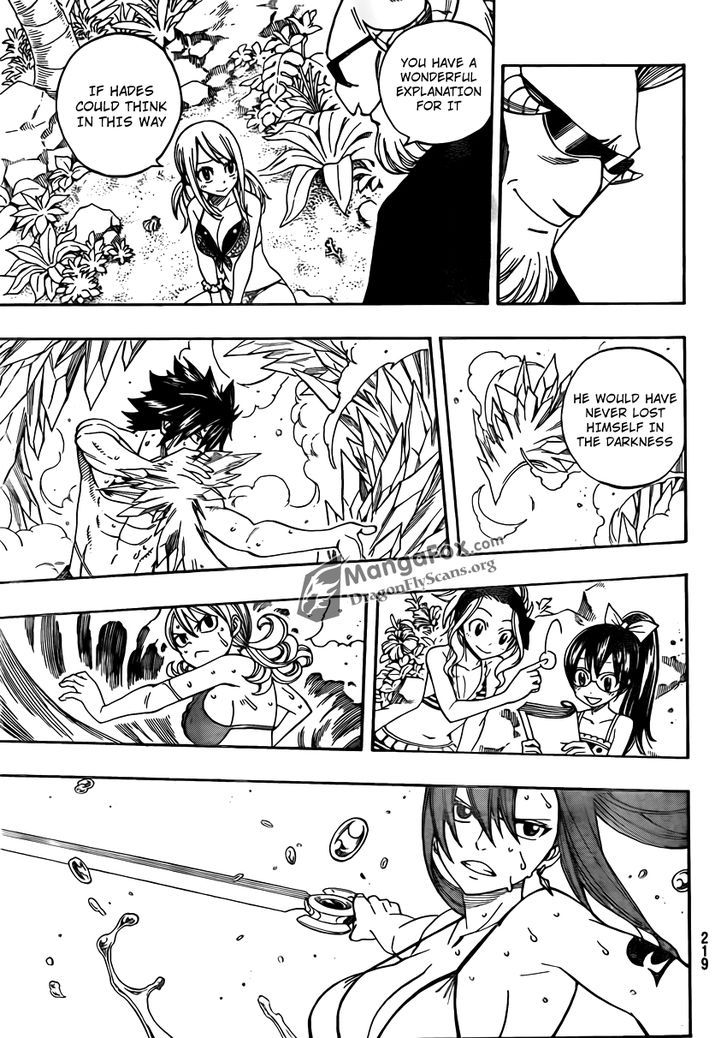 YOU HAVE A
WONDERFUL
EXPLANATION
FOR IT
IF HADES
COULD THINK
IN THIS WAY
HE WOULD HAVE
NEVER LOST
HIMSELF
IN THE
DARKNESS
MangaFox.com
DragonFlyScans.org
219